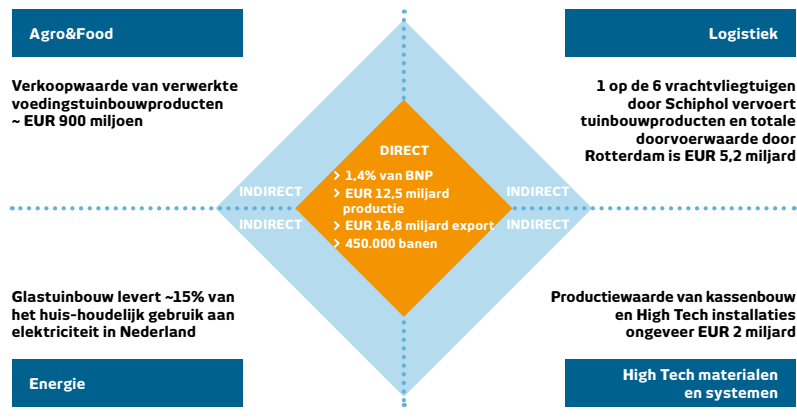 Agro&Food
Verkoopwaarde van verwerkte
voedingstuinbouwproducten
~ EUR 900 miljoen
Logistiek
1 op de 6 vrachtvliegtuigen
door Schiphol vervoert
tuinbouwproducten en totale
doorvoerwaarde door
Rotterdam is EUR 5,2 miljard
DIRECT
> 1,4% van BNP
> EUR 12,5 miljard
productie
> EUR 16,8 miljard export
> 450.000 banen
INDIRECT
INDIRECT
INDIRECT
INDIRECT
Glastuinbouw levert ~15% van
het huis-houdelijk gebruik aan
elektriciteit in Nederland
Energie
Productiewaarde van kassenbouw
en High Tech installaties
ongeveer EUR 2 miljard
High Tech materialen
en systemen